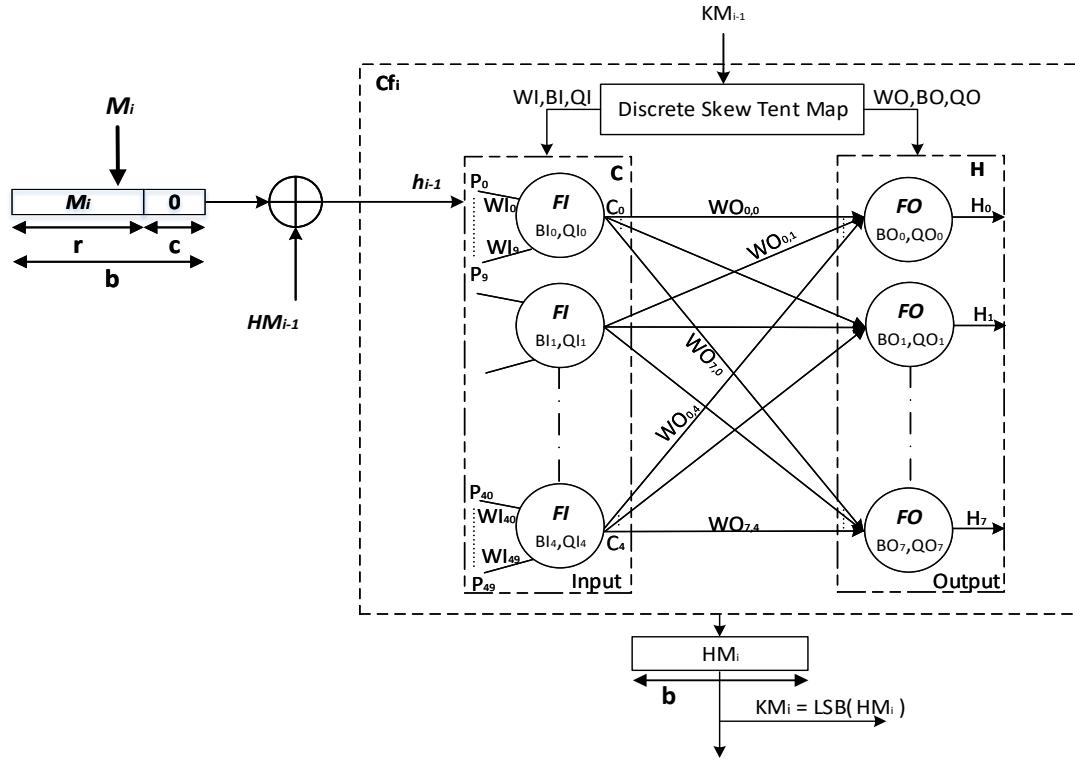 KMi-1
Cfi
Mi
WI,BI,QI
Discrete Skew Tent Map
WO,BO,QO
Mi 0
r c
b
HMi-1
hi-1
C
H
P0
WI0
FI
BI0,QI0
WI9
P9
C0
WO0,0
WO0,1
FO
BO0,QO0
H0
FI
BI1,QI1
FO
BO1,QO1
H1
WO7,0
WO0,4
P40
WI40
FI
BI4,QI4
WI49
P49
C4
WO7,4
FO
BO7,QO7
H7
Input
Output
HMi
b
KMi = LSB(HMi)